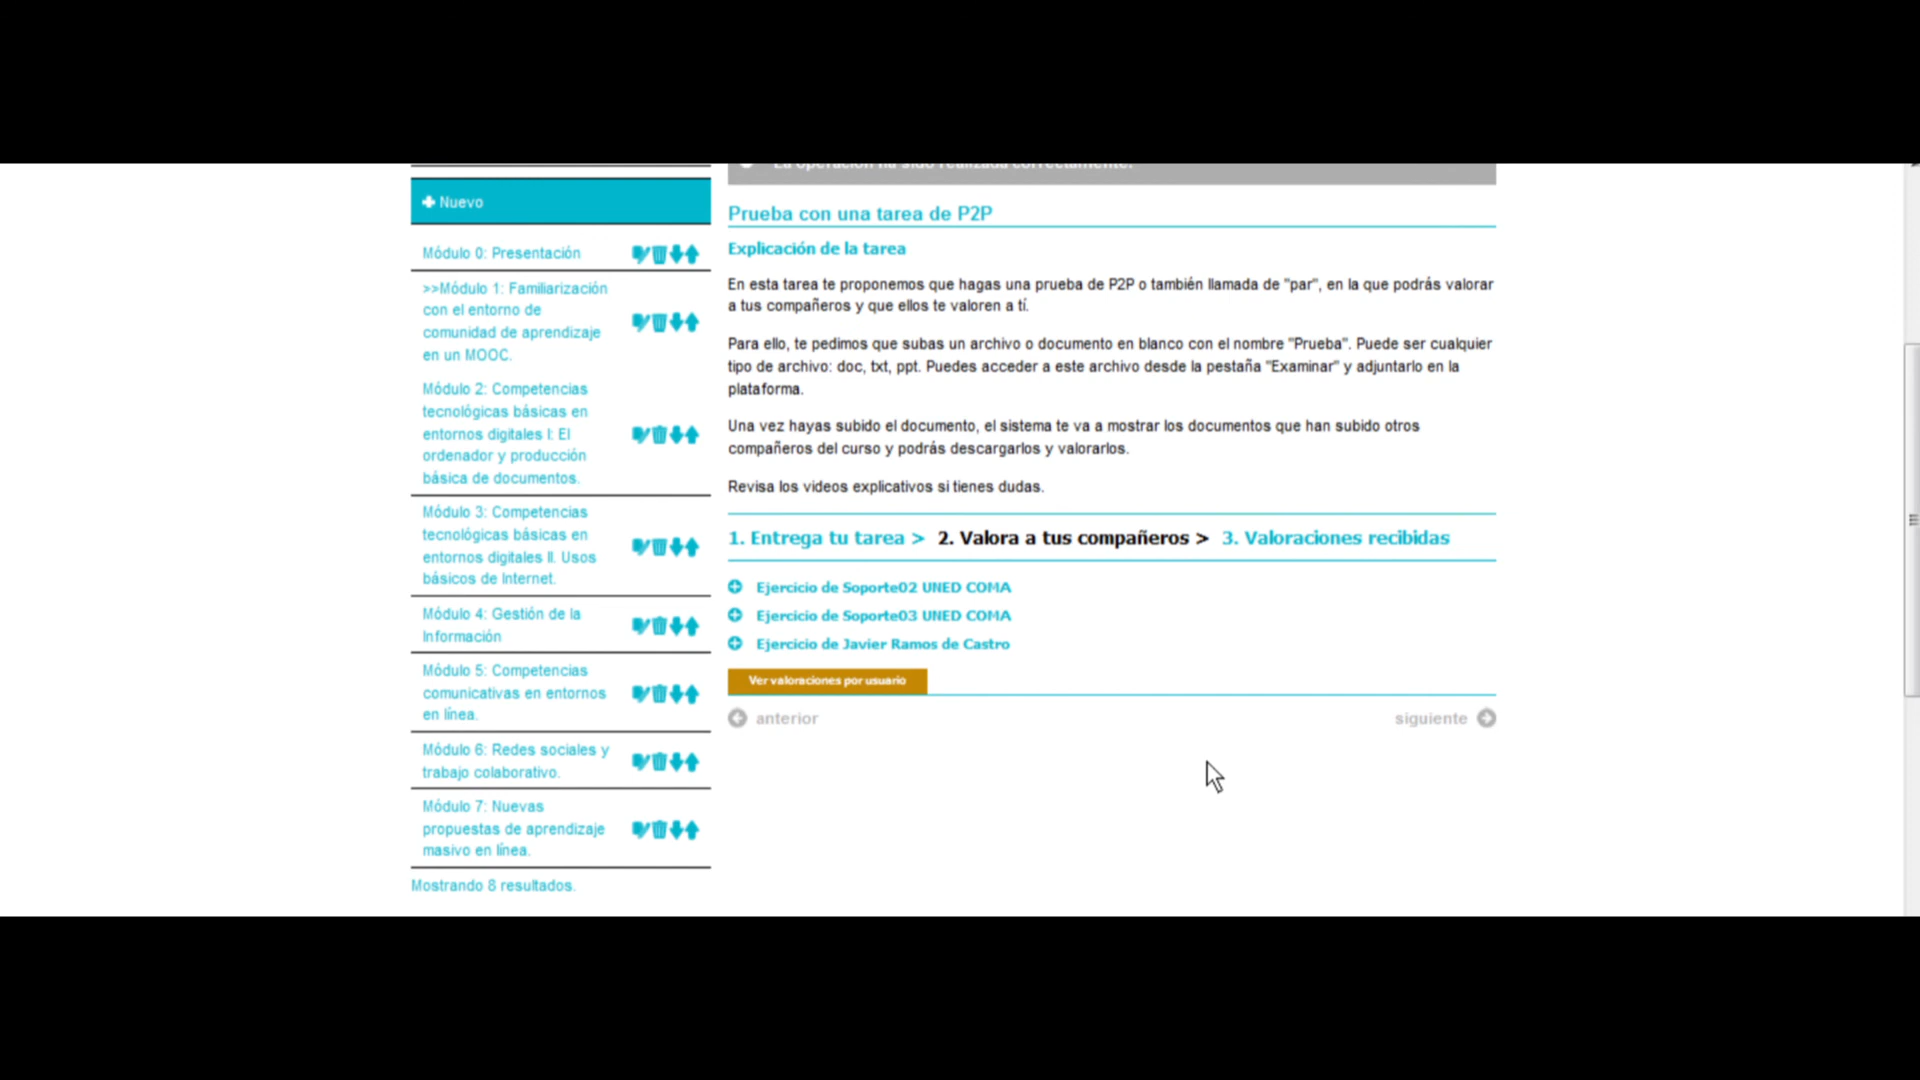 La operación ha sido realizada correctamente.
Nuevo
Módulo 0: Presentación
>>Módulo 1: Familiarización
con el entorno de
comunidad de aprendizaje
en un MOOC.
Módulo 2: Competencias
tecnológicas básicas en
entornos digitales I: El
ordenador y producción
básica de documentos.
Módulo 3: Competencias
tecnológicas básicas en
entornos digitales II. Usos
básicos de Internet.
Módulo 4: Gestión de la
Información
Módulo 5: Competencias
comunicativas en entornos
en línea.
Módulo 6: Redes sociales y
trabajo colaborativo.
Módulo 7: Nuevas
propuestas de aprendizaje
masivo en línea.
Mostrando 8 resultados.
Prueba con una tarea de P2P
Explicación de la tarea
En esta tarea te proponemos que hagas una prueba de P2P o también llamada de "par", en la que podrás valorar
a tus compañeros y que ellos te valoren a tí.
Para ello, te pedimos que subas un archivo o documento en blanco con el nombre "Prueba". Puede ser cualquier
tipo de archivo: doc, txt, ppt. Puedes acceder a este archivo desde la pestaña "Examinar" y adjuntarlo en la
plataforma.
Una vez hayas subido el documento, el sistema te va a mostrar los documentos que han subido otros
compañeros del curso y podrás descargarlos y valorarlos.
Revisa los videos explicativos si tienes dudas.
1. Entrega tu tarea > 2. Valora a tus compañeros > 3. Valoraciones recibidas
Ejercicio de Soporte02 UNED COMA
Ejercicio de Soporte03 UNED COMA
Ejercicio de Javier Ramos de Castro
Ver valoraciones por usuario
anterior siguiente